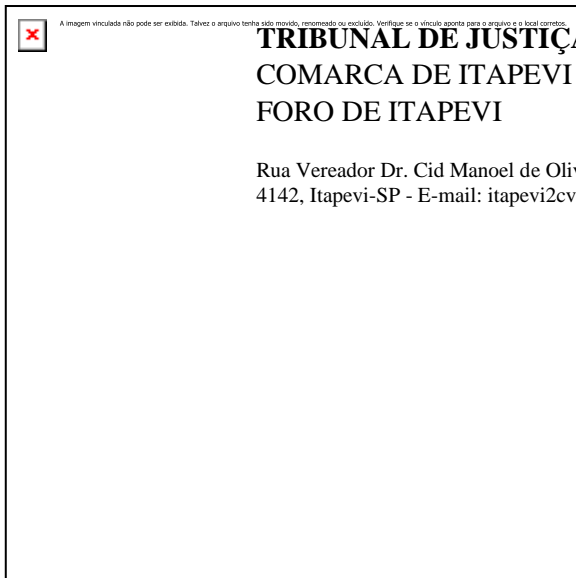 A imagem vinculada não pode ser exibida. Talvez o arquivo tenha sido movido, renomeado ou excluído. Verifique se o vínculo aponta para o arquivo e o local corretos.
TRIBUNAL DE JUSTIÇA
COMARCA DE ITAPEVI
FORO DE ITAPEVI
Rua Vereador Dr. Cid Manoel de Oliv
4142, Itapevi-SP - E-mail: itapevi2cv